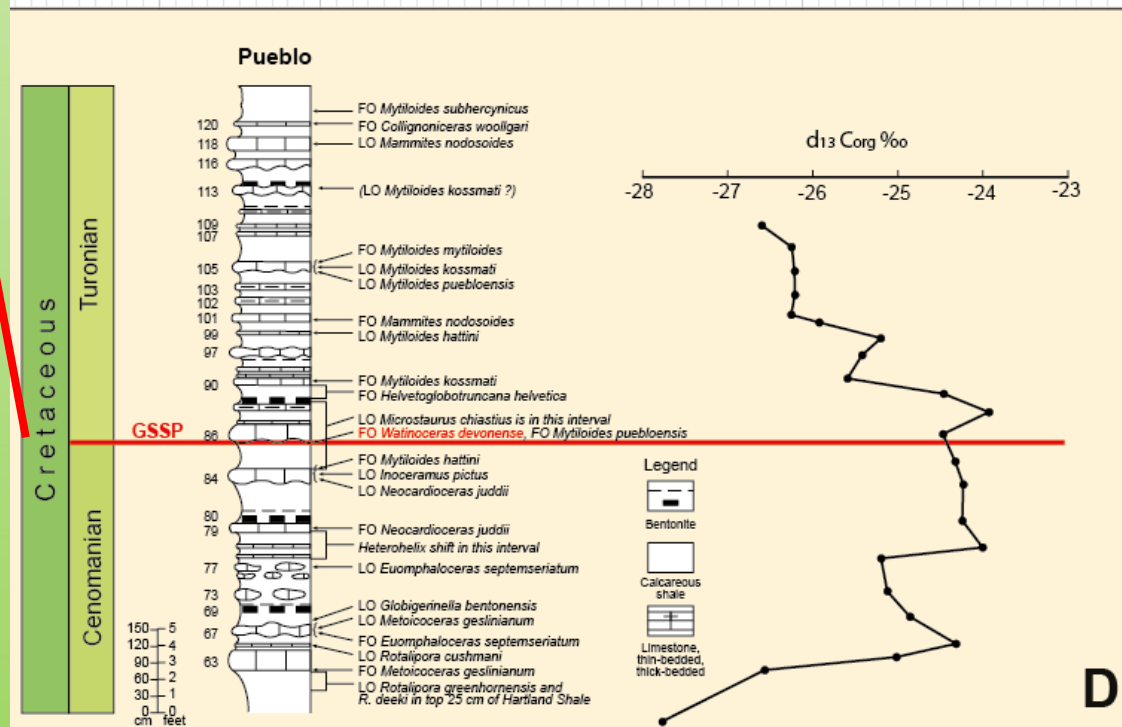 Pueblo
Cretaceous
Turonian
Cenomanian
GSSP
120
118
116
113
109
107
105
103
102
101
99
97
90
86
84
80
79
77
73
69
67
63
FO Mytiloides subhercynicus
FO Collignoniceras woollgari
LO Mammites nodosoides
(LO Mytiloides kossmati ?)
FO Mytiloides mytiloides
LO Mytiloides kossmati
LO Mytiloides puebloensis
FO Mammites nodosoides
LO Mytiloides hattini
FO Mytiloides kossmati
FO Helvetoglobotruncana helvetica
LO Microstaurus chiastius is in this interval
FO Watinoceras devonense, FO Mytiloides puebloensis
FO Mytiloides hattini
LO Inoceramus pictus
LO Neocardioceras juddii
FO Neocardioceras juddii
Heterohelix shift in this interval
LO Euomphaloceras septemseriatum
LO Globigerinella bentonensis
LO Metoicoceras geslinianum
FO Euomphaloceras septemseriatum
LO Rotalipora cushmani
FO Metoicoceras geslinianum
LO Rotalipora greenhornensis and
R. deeki in top 25 cm of Hartland Shale
150 5
120 4
90 3
60 2
30 1
0 0
cm feet
d13 Corg ‰
-28 -27 -26 -25 -24 -23
Legend
Bentonite
Calcareous
shale
Limestone,
thin-bedded,
thick-bedded
D